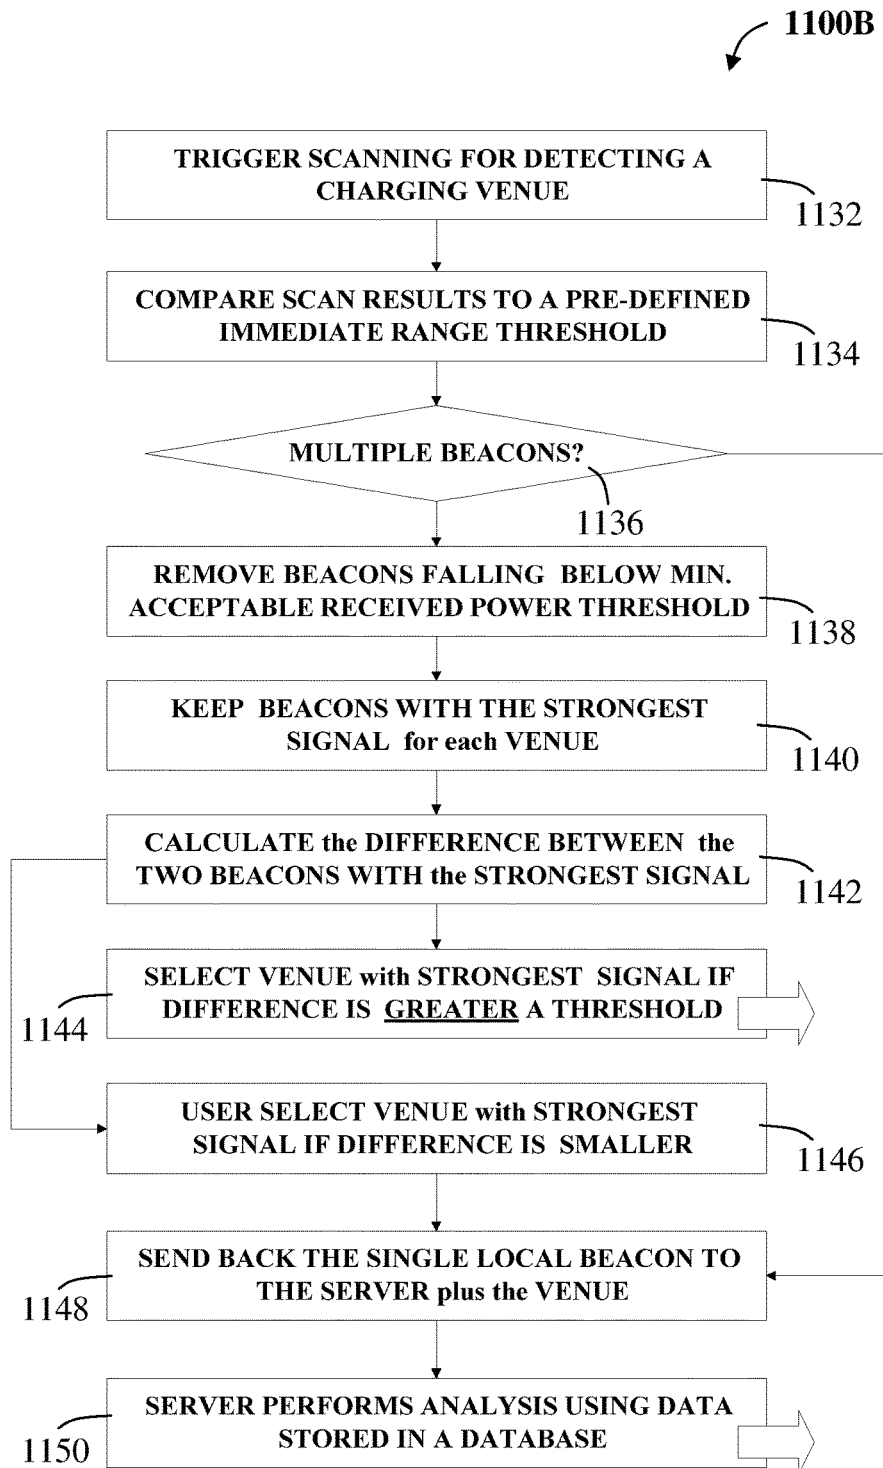 1100B
TRIGGER SCANNING FOR DETECTING A
CHARGING VENUE
1132
COMPARE SCAN RESULTS TO A PRE-DEFINED
IMMEDIATE RANGE THRESHOLD
1134
MULTIPLE BEACONS?
1136
REMOVE BEACONS FALLING BELOW MIN.
ACCEPTABLE RECEIVED POWER THRESHOLD
1138
KEEP BEACONS WITH THE STRONGEST
SIGNAL for each VENUE
1140
CALCULATE the DIFFERENCE BETWEEN the
TWO BEACONS WITH the STRONGEST SIGNAL
1142
SELECT VENUE with STRONGEST SIGNAL IF
DIFFERENCE IS GREATER A THRESHOLD
1144
USER SELECT VENUE with STRONGEST
SIGNAL IF DIFFERENCE IS SMALLER
1146
SEND BACK THE SINGLE LOCAL BEACON TO
THE SERVER plus the VENUE
1148
SERVER PERFORMS ANALYSIS USING DATA
STORED IN A DATABASE
1150